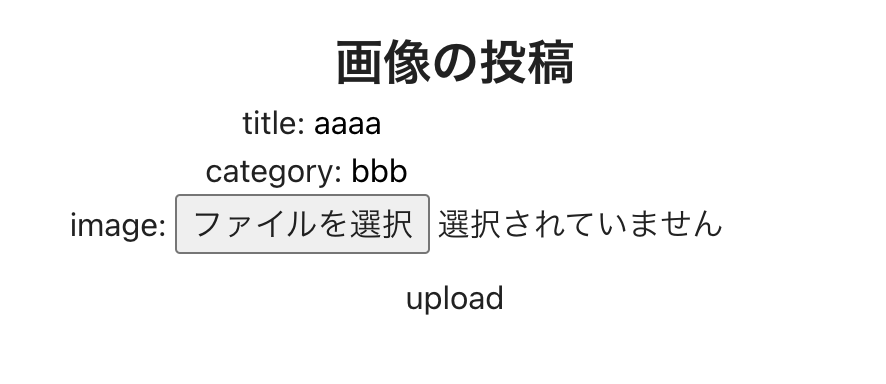 画像の投稿
title: aaaa
category: bbb
image: ファイルを選択 選択されていません
upload